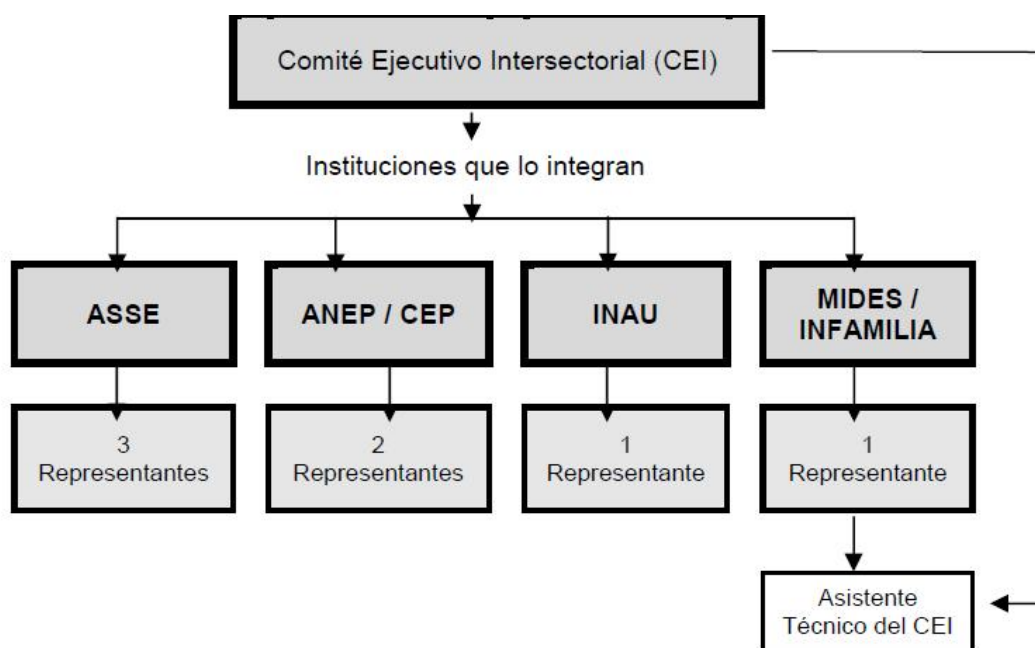 Comité Ejecutivo Intersectorial (CEI)
Instituciones que lo integran
ASSE
ANEP / CEP
INAU
MIDES /
INFAMILIA
3
Representantes
2
Representantes
1
Representante
1
Representante
Asistente
Técnico del CEI